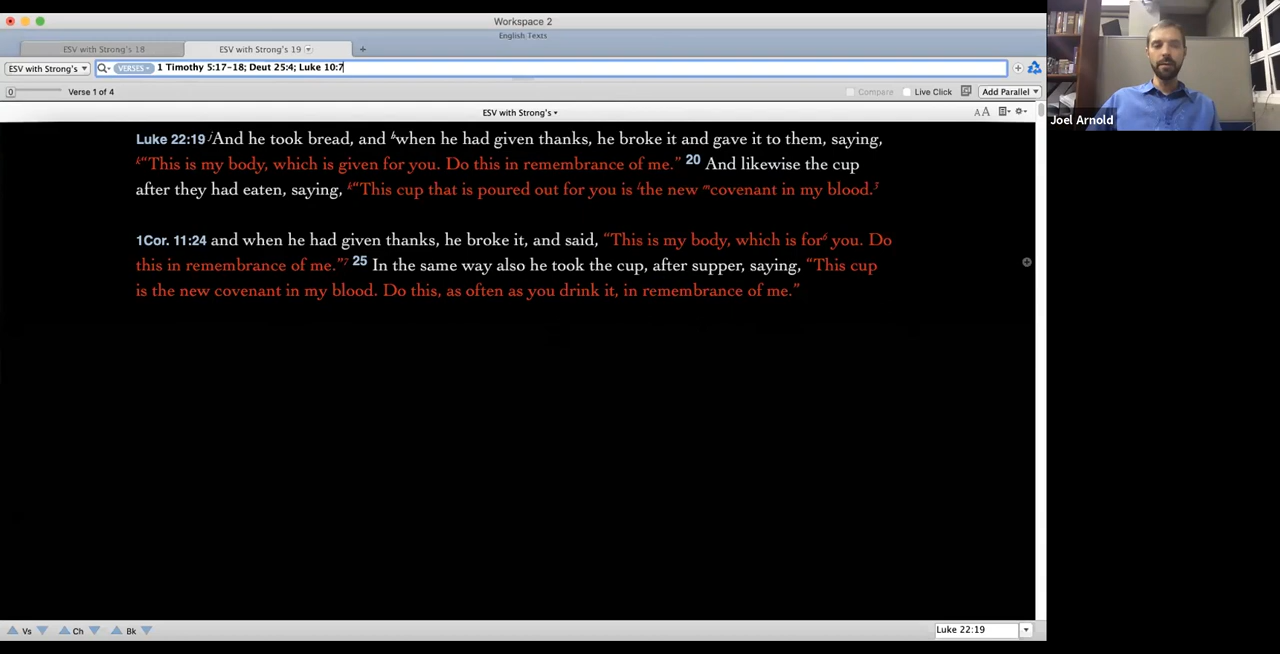 Workspace 2
English Texts
ESV with Strong's 18
ESV with Strong's 19
ESV with Strong's
VERSES
1 Timothy 5:17-18; Deut 25:4; Luke 10:7
0
Verse 1 of 4
Compare
Live Click
Add Parallel
ESV with Strong's
AA
Joel Arnold
Luke 22:19 j And he took bread, and k when he had given thanks, he broke it and gave it to them, saying,
k “This is my body, which is given for you. Do this in remembrance of me.” 20 And likewise the cup
after they had eaten, saying, k “This cup that is poured out for you is l the new m covenant in my blood.5
1Cor. 11:24 and when he had given thanks, he broke it, and said, “This is my body, which is for6 you. Do
this in remembrance of me.”7 25 In the same way also he took the cup, after supper, saying, “This cup
is the new covenant in my blood. Do this, as often as you drink it, in remembrance of me.”
Vs
Ch
Bk
Luke 22:19